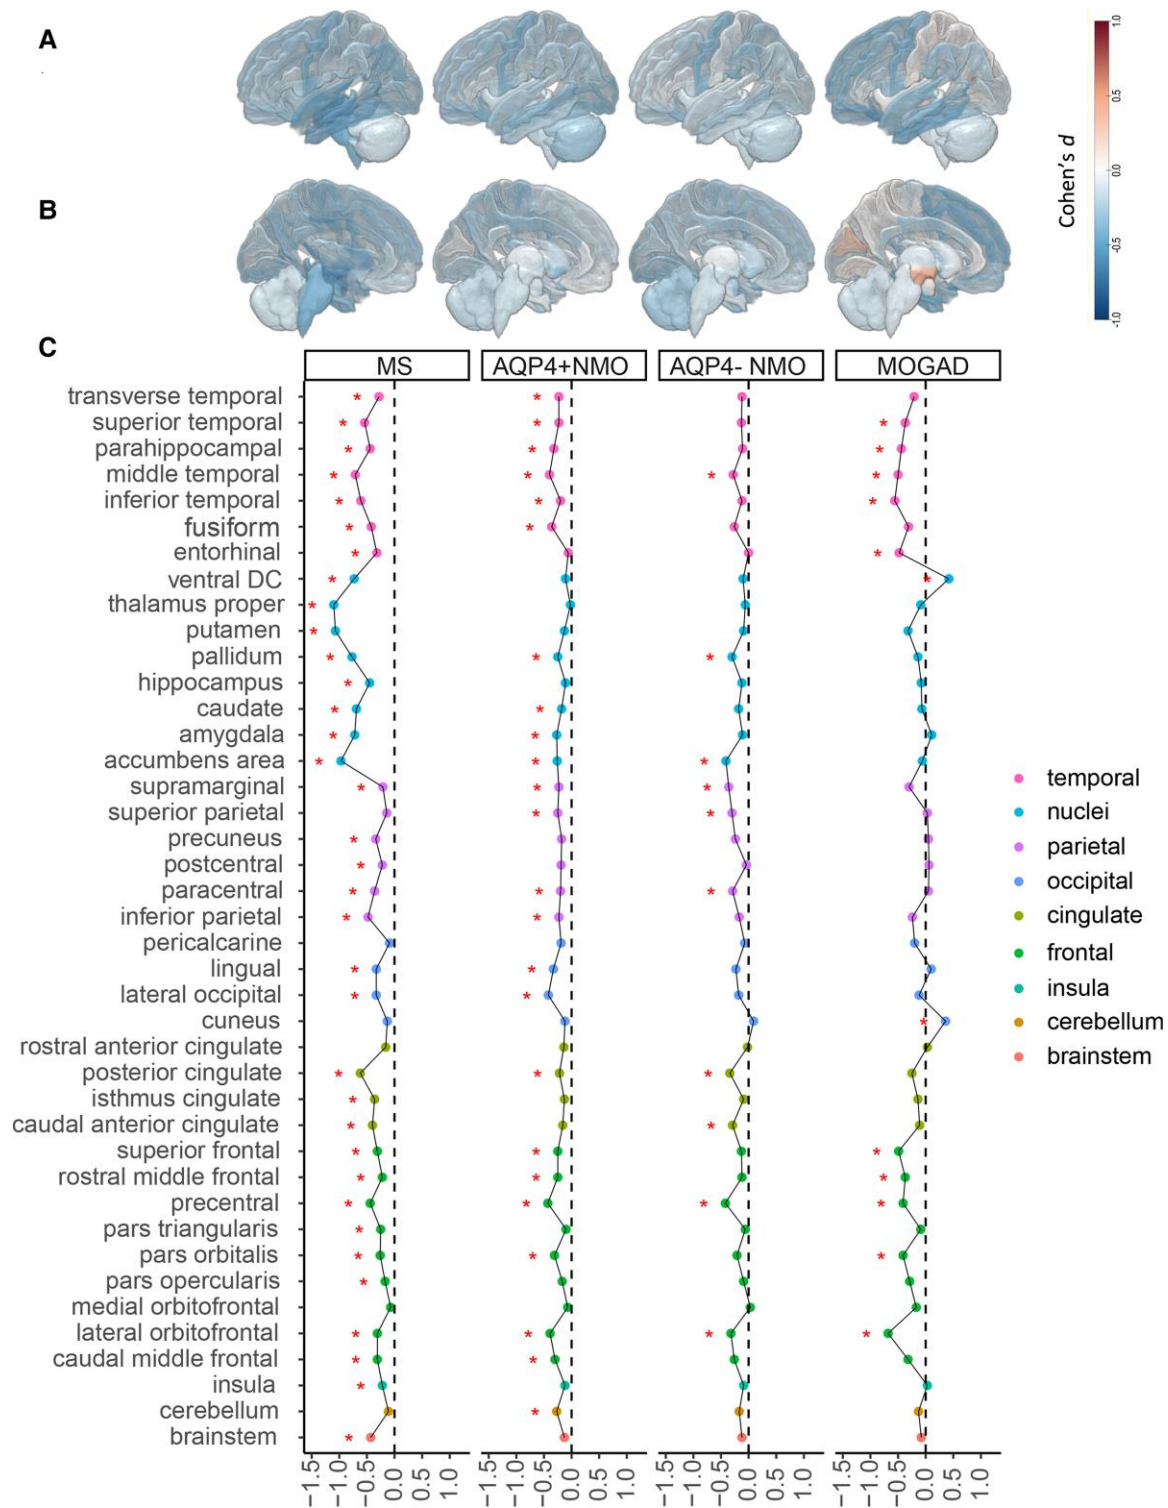 A
B
C
1.0
0.5
0.0
-0.5
-1.0
Cohen's d
MS
AQP4+NMO
AQP4- NMO
MOGAD
transverse temporal
superior temporal
parahippocampal
middle temporal
inferior temporal
fusiform
entorhinal
ventral DC
thalamus proper
putamen
pallidum
hippocampus
caudate
amygdala
accumbens area
supramarginal
superior parietal
precuneus
postcentral
paracentral
inferior parietal
pericalcarine
lingual
lateral occipital
cuneus
rostral anterior cingulate
posterior cingulate
isthmus cingulate
caudal anterior cingulate
superior frontal
rostral middle frontal
precentral
pars triangularis
pars orbitalis
pars opercularis
medial orbitofrontal
lateral orbitofrontal
caudal middle frontal
insula
cerebellum
brainstem
temporal
nuclei
parietal
occipital
cingulate
frontal
insula
cerebellum
brainstem
−1.5 −1.0 −0.5 0.0 0.5 1.0
−1.5 −1.0 −0.5 0.0 0.5 1.0
−1.5 −1.0 −0.5 0.0 0.5 1.0
−1.5 −1.0 −0.5 0.0 0.5 1.0